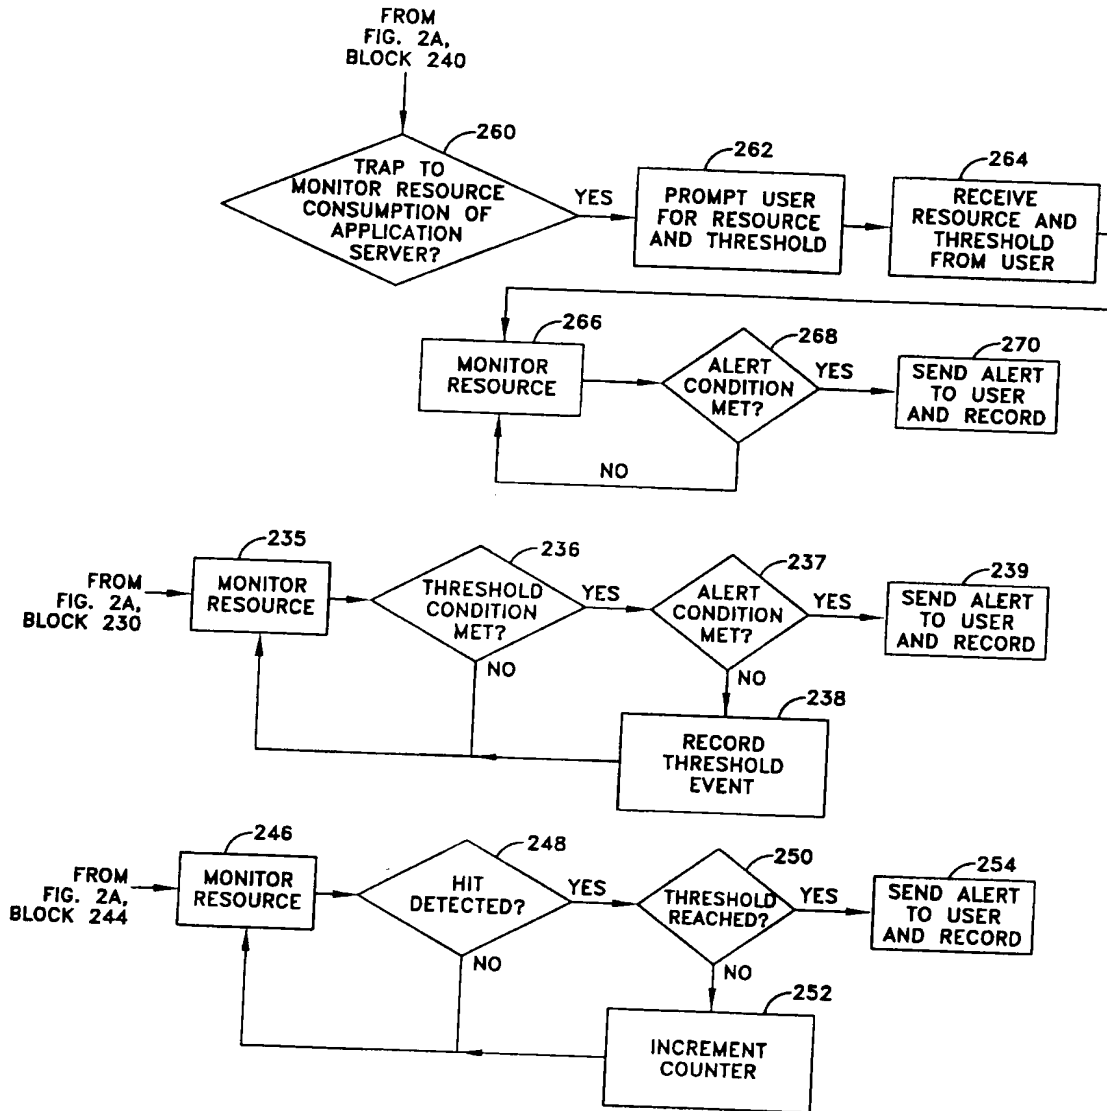 FROM
FIG. 2A,
BLOCK 240
260
TRAP TO
MONITOR RESOURCE
CONSUMPTION OF
APPLICATION
SERVER?
YES
262
PROMPT USER
FOR RESOURCE
AND THRESHOLD
264
RECEIVE
RESOURCE AND
THRESHOLD
FROM USER
266
MONITOR
RESOURCE
268
ALERT
CONDITION
MET?
YES
NO
270
SEND ALERT
TO USER
AND RECORD
FROM
FIG. 2A,
BLOCK 230
235
MONITOR
RESOURCE
236
THRESHOLD
CONDITION
MET?
YES
NO
237
ALERT
CONDITION
MET?
YES
NO
239
SEND ALERT
TO USER
AND RECORD
238
RECORD
THRESHOLD
EVENT
FROM
FIG. 2A,
BLOCK 244
246
MONITOR
RESOURCE
248
HIT
DETECTED?
YES
NO
250
THRESHOLD
REACHED?
YES
NO
254
SEND ALERT
TO USER
AND RECORD
252
INCREMENT
COUNTER